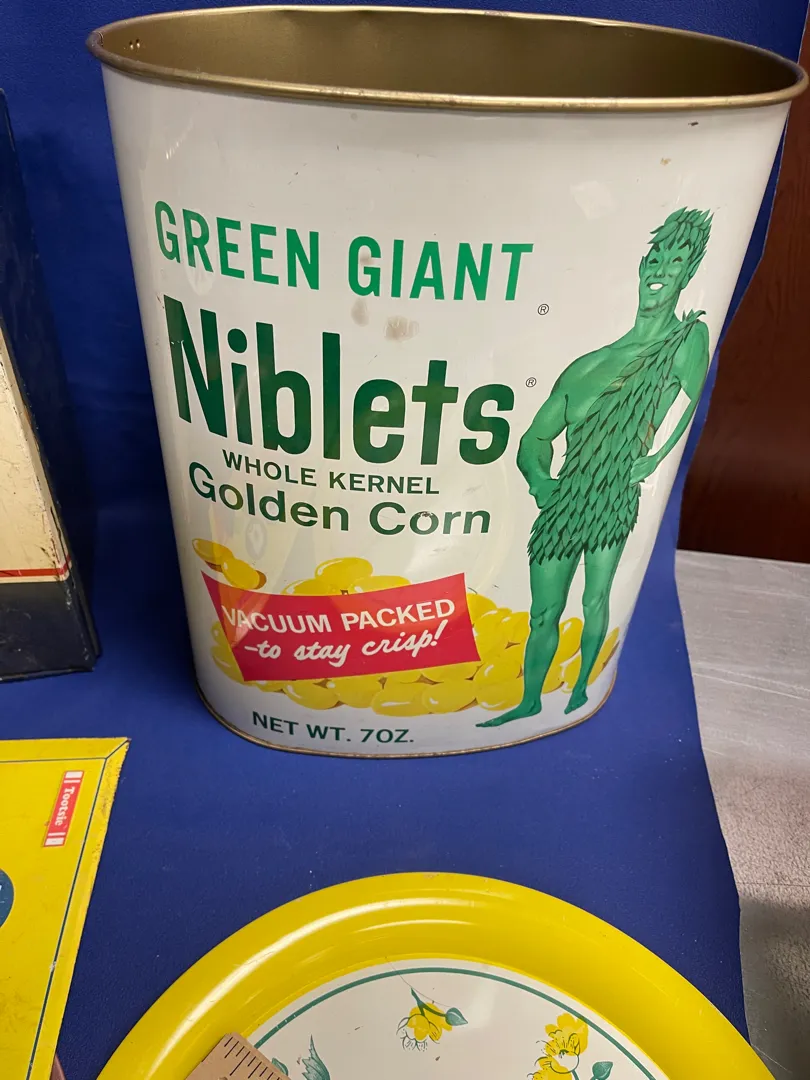 GREEN GIANT ®
Niblets ®
WHOLE KERNEL
Golden Corn
VACUUM PACKED
-to stay crisp!
NET WT. 7OZ.
Tootsie